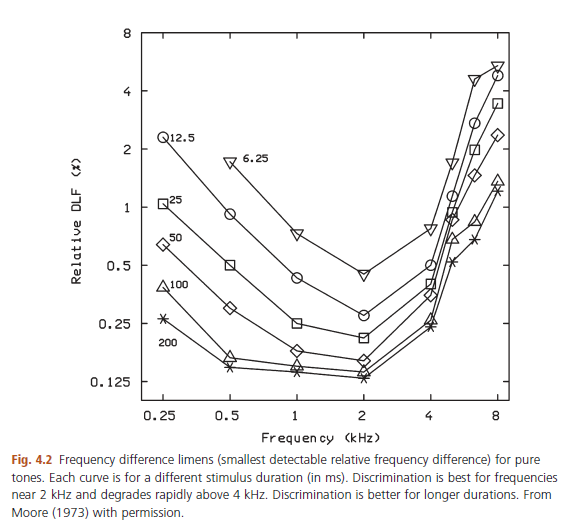 8
4
2
1
0.5
0.25
0.125
Relative DLF (%)
12.5
6.25
25
50
100
200
0.25 0.5 1 2 4 8
Frequency (kHz)
Fig. 4.2 Frequency difference limens (smallest detectable relative frequency difference) for pure
tones. Each curve is for a different stimulus duration (in ms). Discrimination is best for frequencies
near 2 kHz and degrades rapidly above 4 kHz. Discrimination is better for longer durations. From
Moore (1973) with permission.